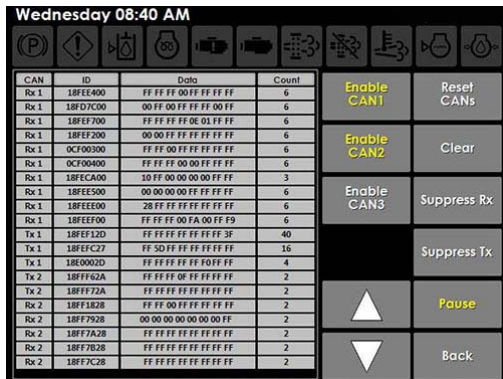 Wednesday 08:40 AM
(P)
CAN ID Data Count
Rx 1 18FEE400 FF FF FF 00 FF FF FF FF 6
Rx 1 18FD7C00 00 FF 00 FF FF FF 00 FF 6
Rx 1 18FEF700 FF FF FF FF 0E 01 FF FF 6
Rx 1 18FEF200 00 00 FF FF FF FF FF FF 6
Rx 1 0CF00300 FF FF 00 FF FF FF FF FF 6
Rx 1 0CF00400 FF FF FF 00 00 FF FF FF 6
Rx 1 18FECA00 10 FF 00 00 00 00 FF FF 3
Rx 1 18FEE500 00 00 00 00 FF FF FF FF 6
Rx 1 18FEEE00 28 FF FF FF FF FF FF FF 6
Rx 1 18FEEF00 FF FF FF 00 FA 00 FF F9 6
Tx 1 18FEF12D FF FF FF FF FF FF FF 3F 40
Tx 1 18FEFC27 FF 5D FF FF FF FF FF FF 16
Tx 1 18E0002D FF FF FF FF FF F0 FF FF 4
Tx 2 18FFF62A FF FF FF 0F FF FF FF FF 2
Tx 2 18FFF72A FF FF FF FF FF FF FF FF 2
Rx 2 18FF1828 FF FF 00 FF FF FF FF FF 2
Rx 2 18FF7928 00 00 00 00 00 00 00 FF 2
Rx 2 18FF7A28 FF FF FF FF FF FF FF FF 2
Rx 2 18FF7B28 FF FF FF FF FF FF FF FF 2
Rx 2 18FF7C28 FF FF FF FF FF FF FF FF 2
Enable
CAN1
Reset
CANs
Enable
CAN2
Clear
Enable
CAN3
Suppress Rx
Suppress Tx
Pause
Back